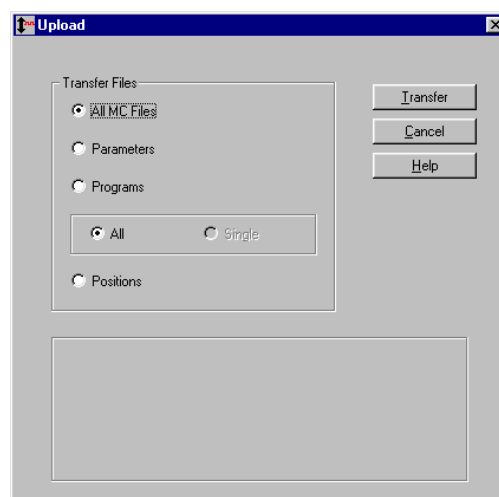 Upload
Transfer Files
All MC Files
Parameters
Programs
All Single
Positions
Transfer
Cancel
Help